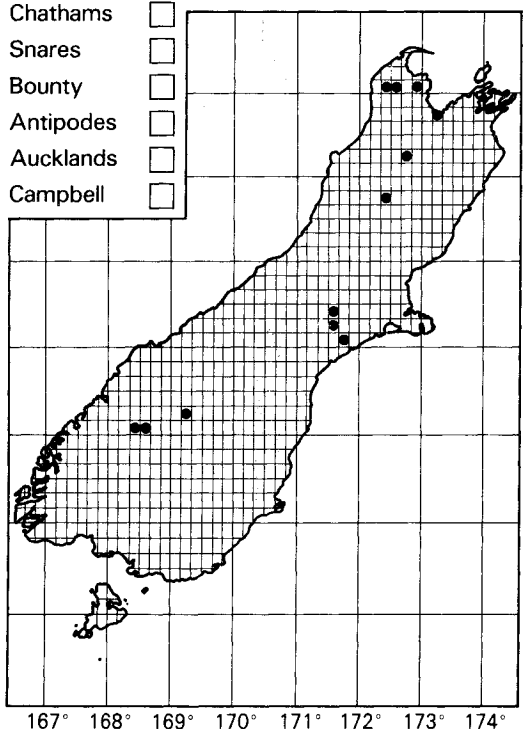 Chathams
Snares
Bounty
Antipodes
Aucklands
Campbell
167° 168° 169° 170° 171° 172° 173° 174°